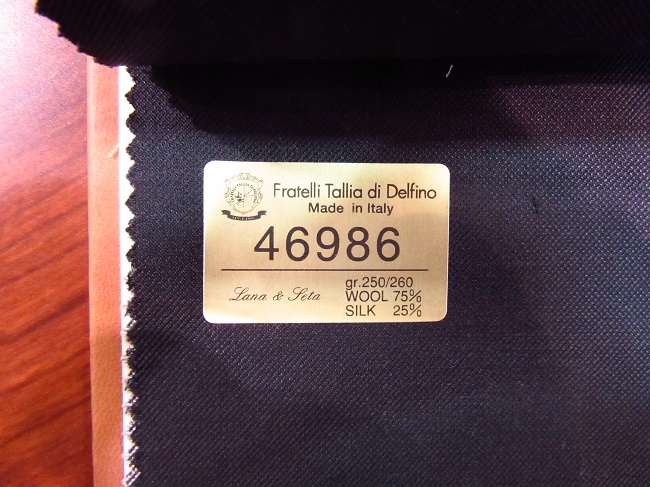 Fratelli Tallia di Delfino
Made in Italy
46986
Lana & Seta
gr.250/260
WOOL 75%
SILK 25%